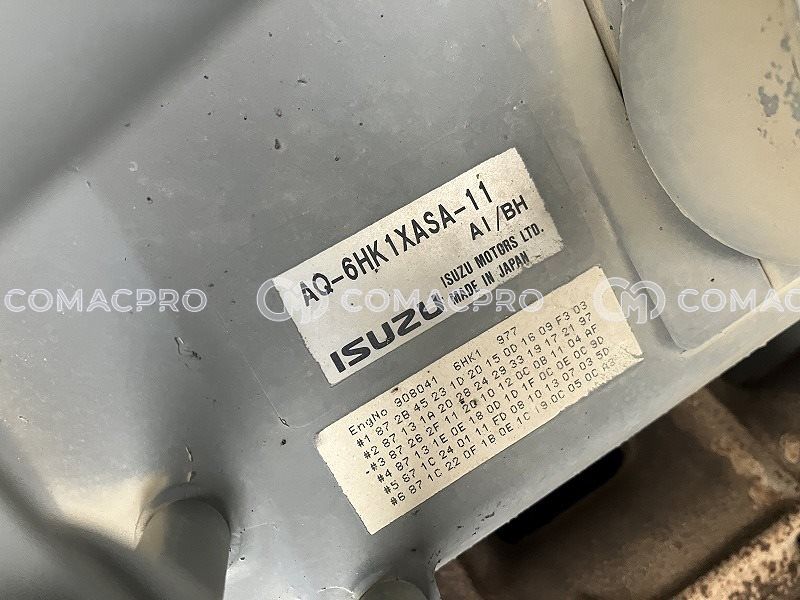 AQ-6HK1XASA-11
AI/BH
ISUZU ISUZU MOTORS LTD.
MADE IN JAPAN
COMACPRO COMACPRO COMACPRO
EngNo 908041 6HK1 977
#1 87 2B 45 23 1D 20 15 0D 16 09 F3 03
#2 87 13 1A 20 28 24 29 33 19 17 21 97
#3 87 26 2F 11 20 10 12 0C 0B 11 04 AF
#4 87 13 1E 0E 18 0D 1D 1F 0C 0E 0C 9D
#5 87 1C 24 01 11 FD 08 10 13 07 03 5D
#6 87 1C 22 0F 18 0E 1C 19 0C 05 0C